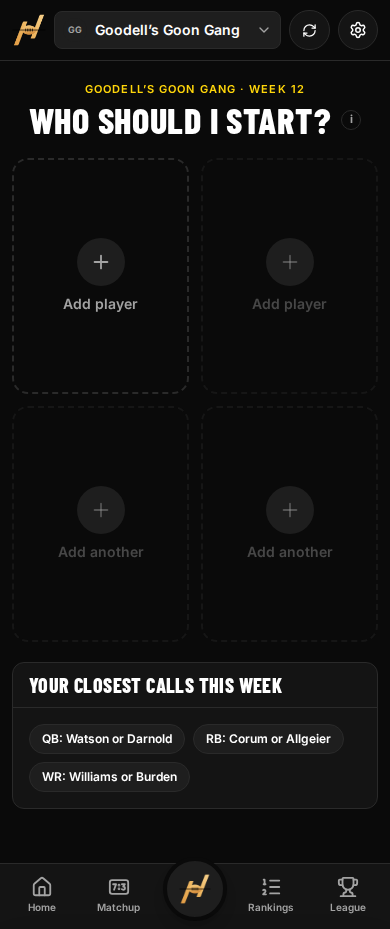 GG Goodell's Goon Gang
GOODELL'S GOON GANG · WEEK 12
WHO SHOULD I START? i
Add player
Add player
Add another
Add another
YOUR CLOSEST CALLS THIS WEEK
QB: Watson or Darnold
RB: Corum or Allgeier
WR: Williams or Burden
7:3
Home
Matchup
Rankings
League